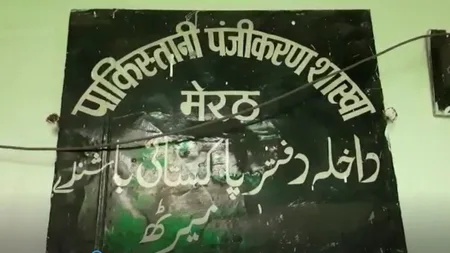 पाकिस्तानी पंजीकरण शाखा
मेरठ
داخلہ دفتر پاکستانی باشندے
میرٹھ